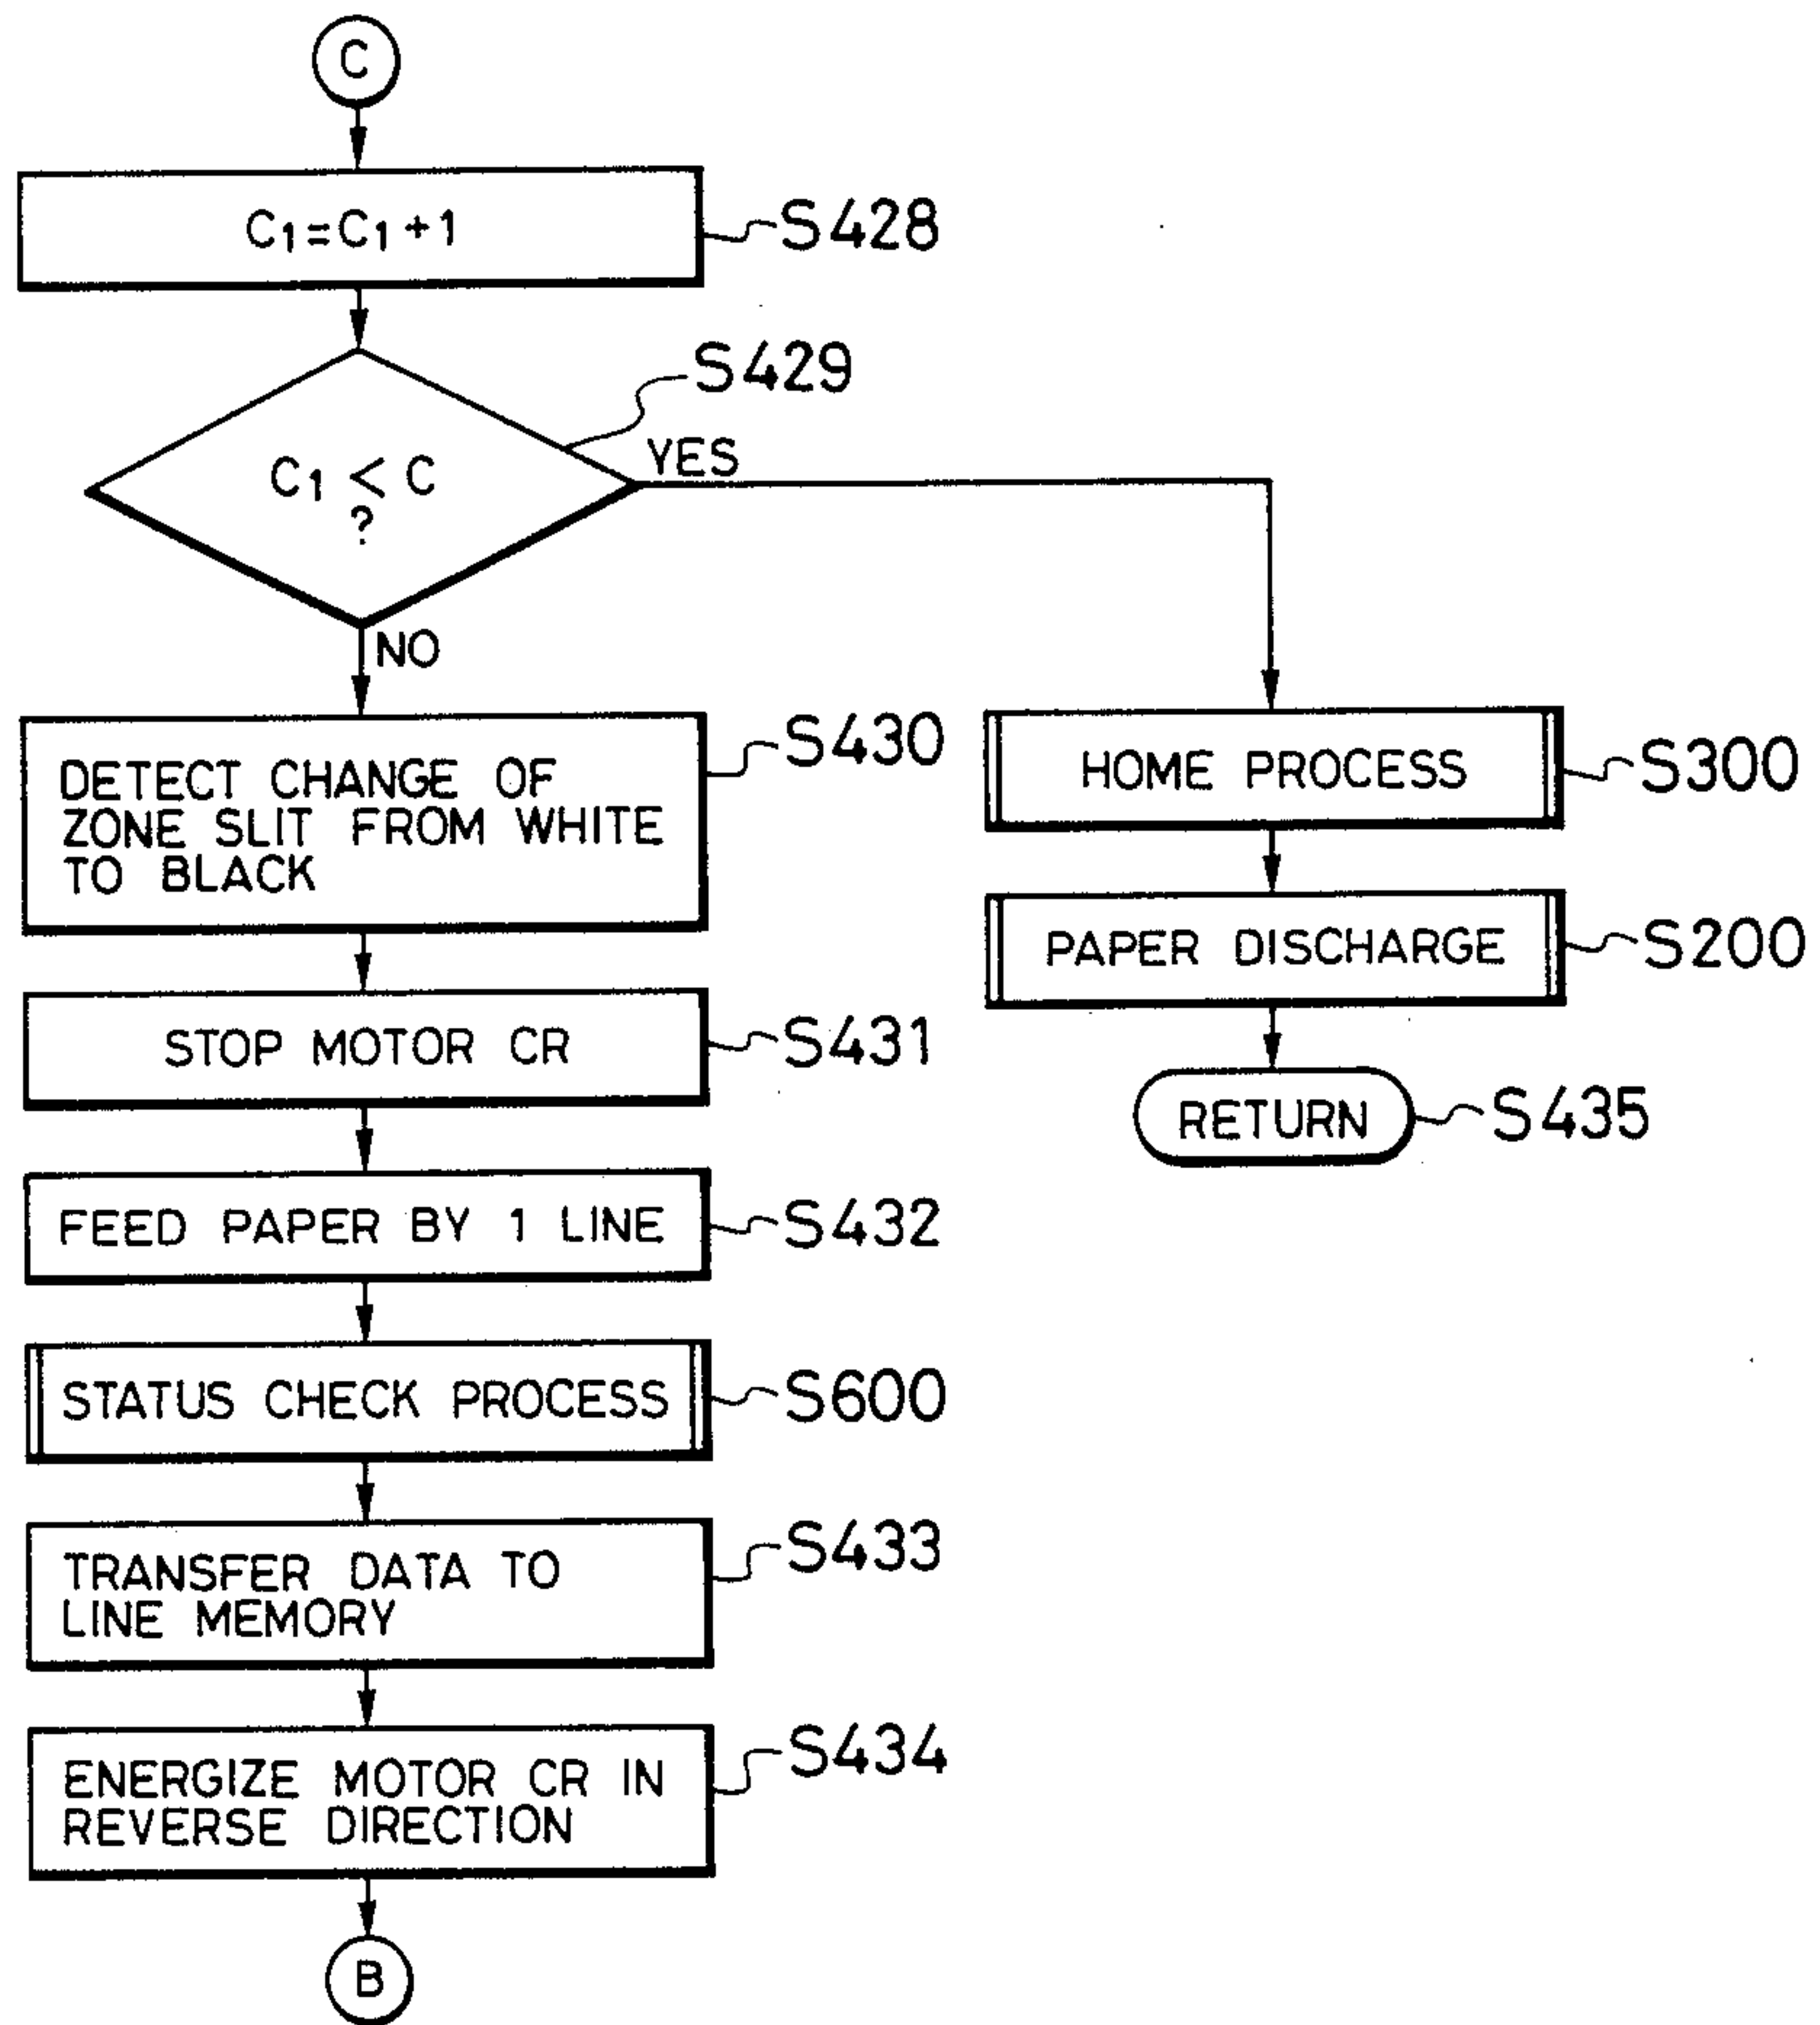 C
C1=C1+1
S428
S429
C1 < C
?
YES
NO
DETECT CHANGE OF
ZONE SLIT FROM WHITE
TO BLACK
S430
HOME PROCESS
S300
PAPER DISCHARGE
S200
STOP MOTOR CR
S431
RETURN
S435
FEED PAPER BY 1 LINE
S432
STATUS CHECK PROCESS
S600
TRANSFER DATA TO
LINE MEMORY
S433
ENERGIZE MOTOR CR IN
REVERSE DIRECTION
S434
B